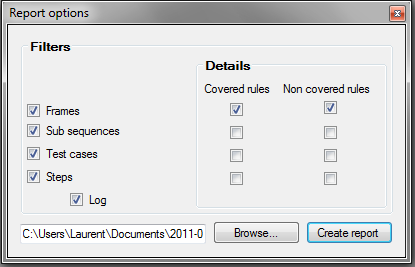 Report options
Filters
Details
Covered rules Non covered rules
Frames
Sub sequences
Test cases
Steps
Log
C:\Users\Laurent\Documents\2011-0
Browse...
Create report